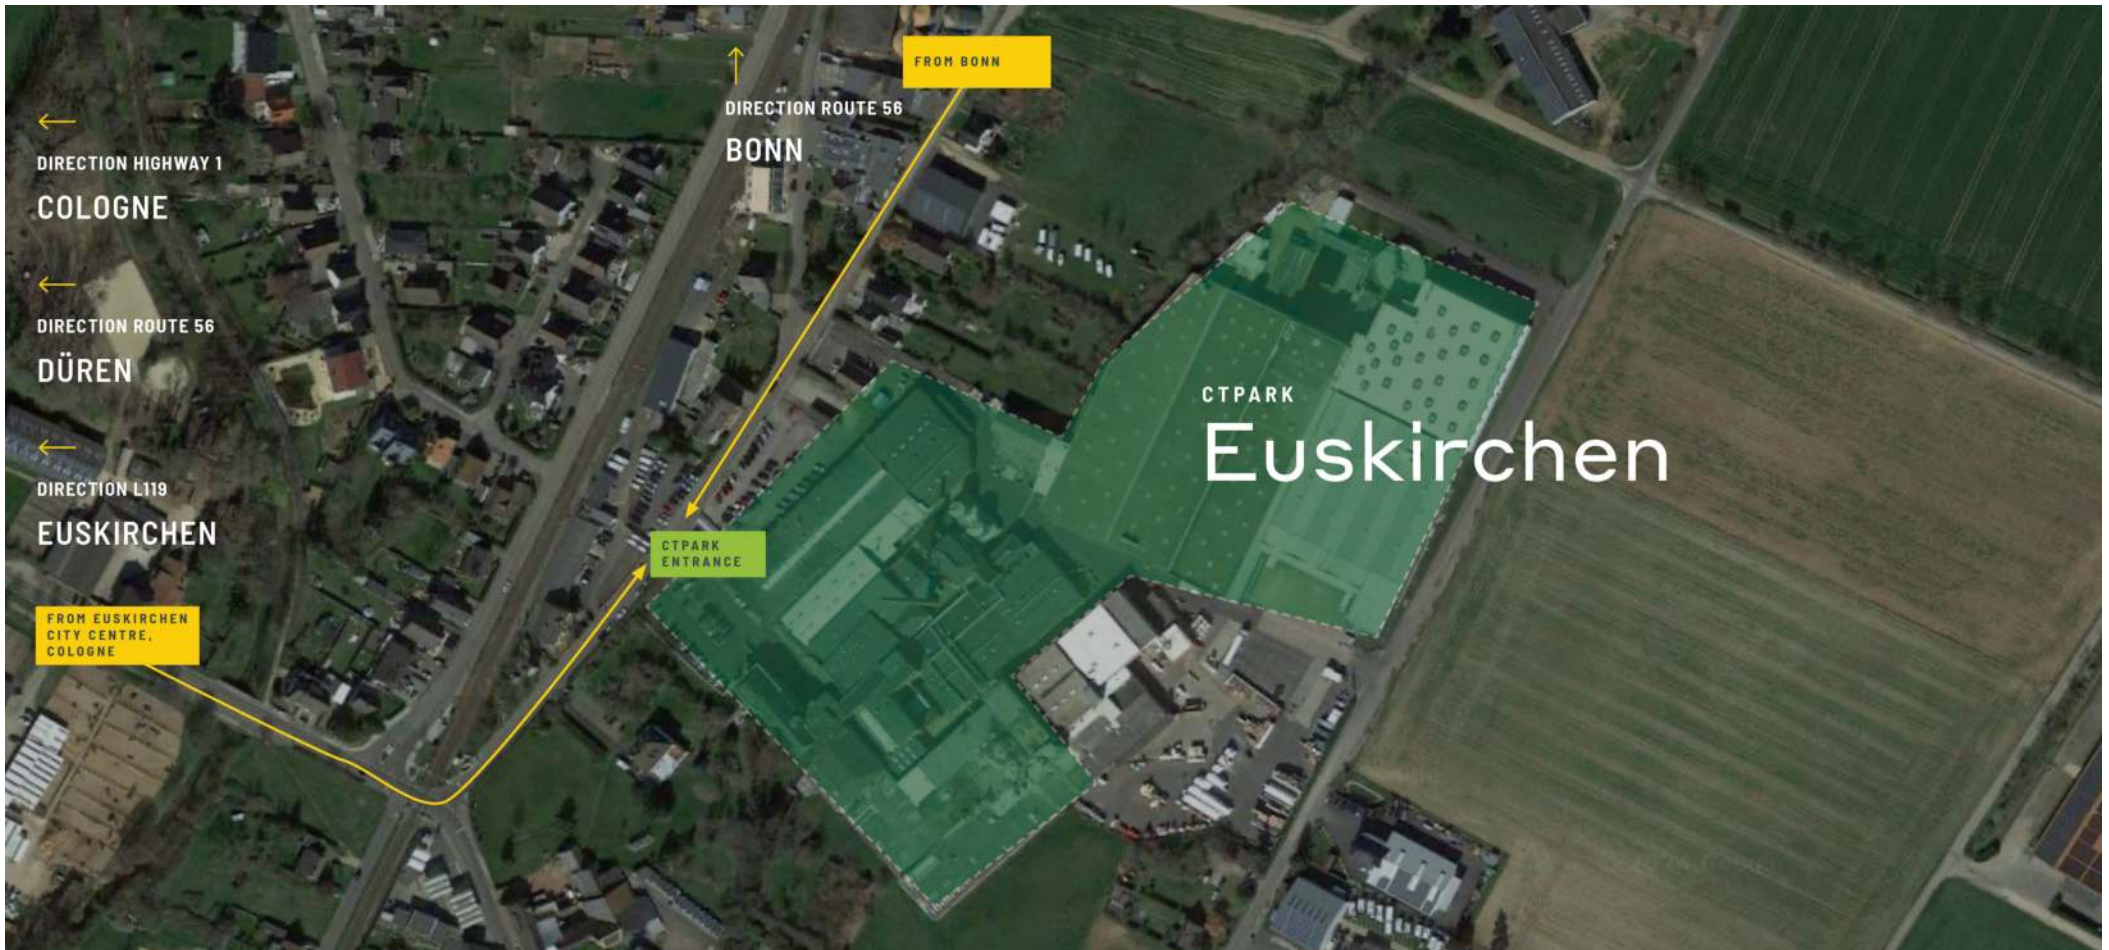 FROM BONN
DIRECTION ROUTE 56
BONN
DIRECTION HIGHWAY 1
COLOGNE
DIRECTION ROUTE 56
DÜREN
DIRECTION L119
EUSKIRCHEN
CTPARK
Euskirchen
CTPARK
ENTRANCE
FROM EUSKIRCHEN
CITY CENTRE,
COLOGNE